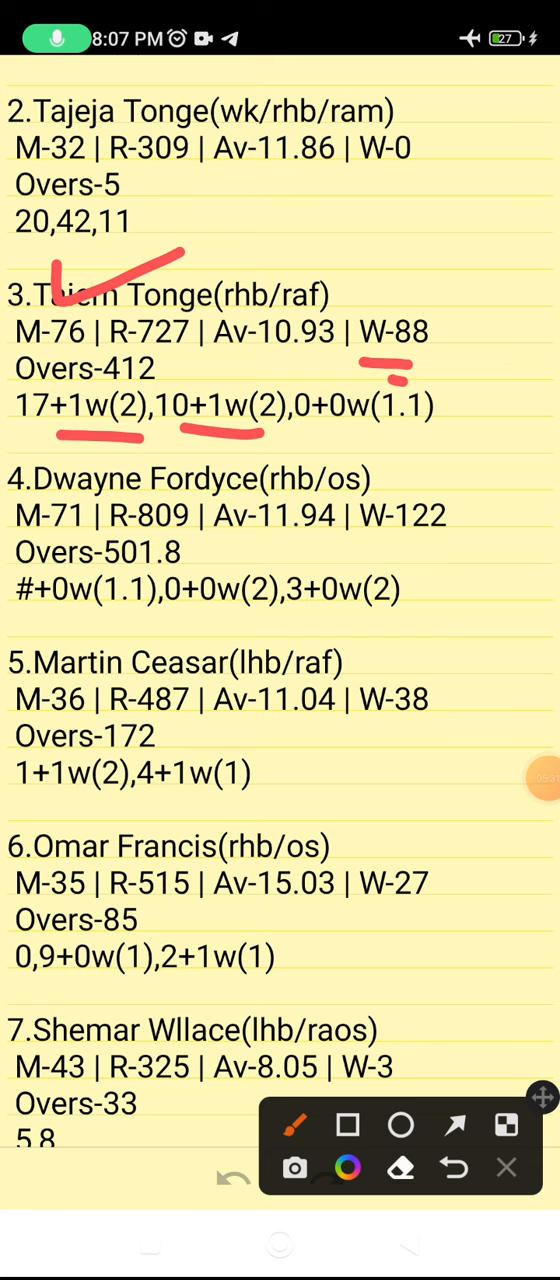 8:07 PM
27
2.Tajeja Tonge(wk/rhb/ram)
M-32 | R-309 | Av-11.86 | W-0
Overs-5
20,42,11
3.Tajem Tonge(rhb/raf)
M-76 | R-727 | Av-10.93 | W-88
Overs-412
17+1w(2),10+1w(2),0+0w(1.1)
4.Dwayne Fordyce(rhb/os)
M-71 | R-809 | Av-11.94 | W-122
Overs-501.8
#+0w(1.1),0+0w(2),3+0w(2)
5.Martin Ceasar(lhb/raf)
M-36 | R-487 | Av-11.04 | W-38
Overs-172
1+1w(2),4+1w(1)
6.Omar Francis(rhb/os)
M-35 | R-515 | Av-15.03 | W-27
Overs-85
0,9+0w(1),2+1w(1)
7.Shemar Wllace(lhb/raos)
M-43 | R-325 | Av-8.05 | W-3
Overs-33
5,8